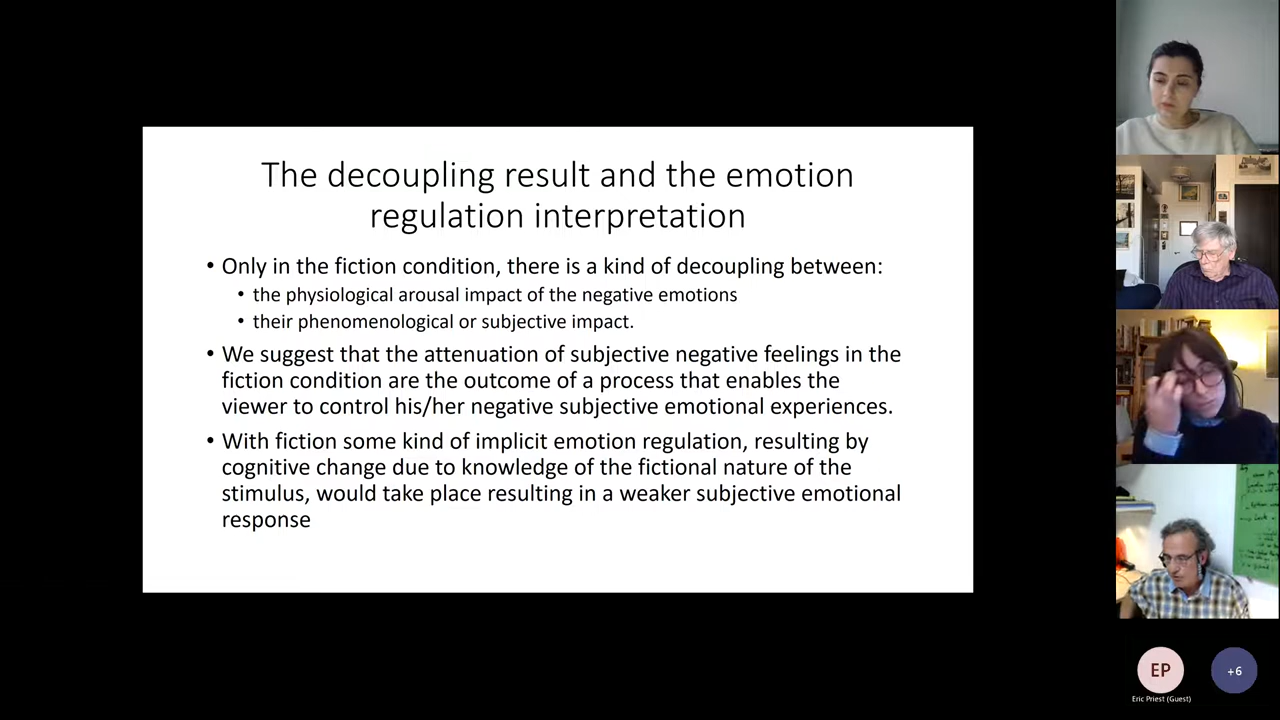 The decoupling result and the emotion
regulation interpretation
• Only in the fiction condition, there is a kind of decoupling between:
• the physiological arousal impact of the negative emotions
• their phenomenological or subjective impact.
• We suggest that the attenuation of subjective negative feelings in the
fiction condition are the outcome of a process that enables the
viewer to control his/her negative subjective emotional experiences.
• With fiction some kind of implicit emotion regulation, resulting by
cognitive change due to knowledge of the fictional nature of the
stimulus, would take place resulting in a weaker subjective emotional
response
EP
+6
Eric Priest (Guest)